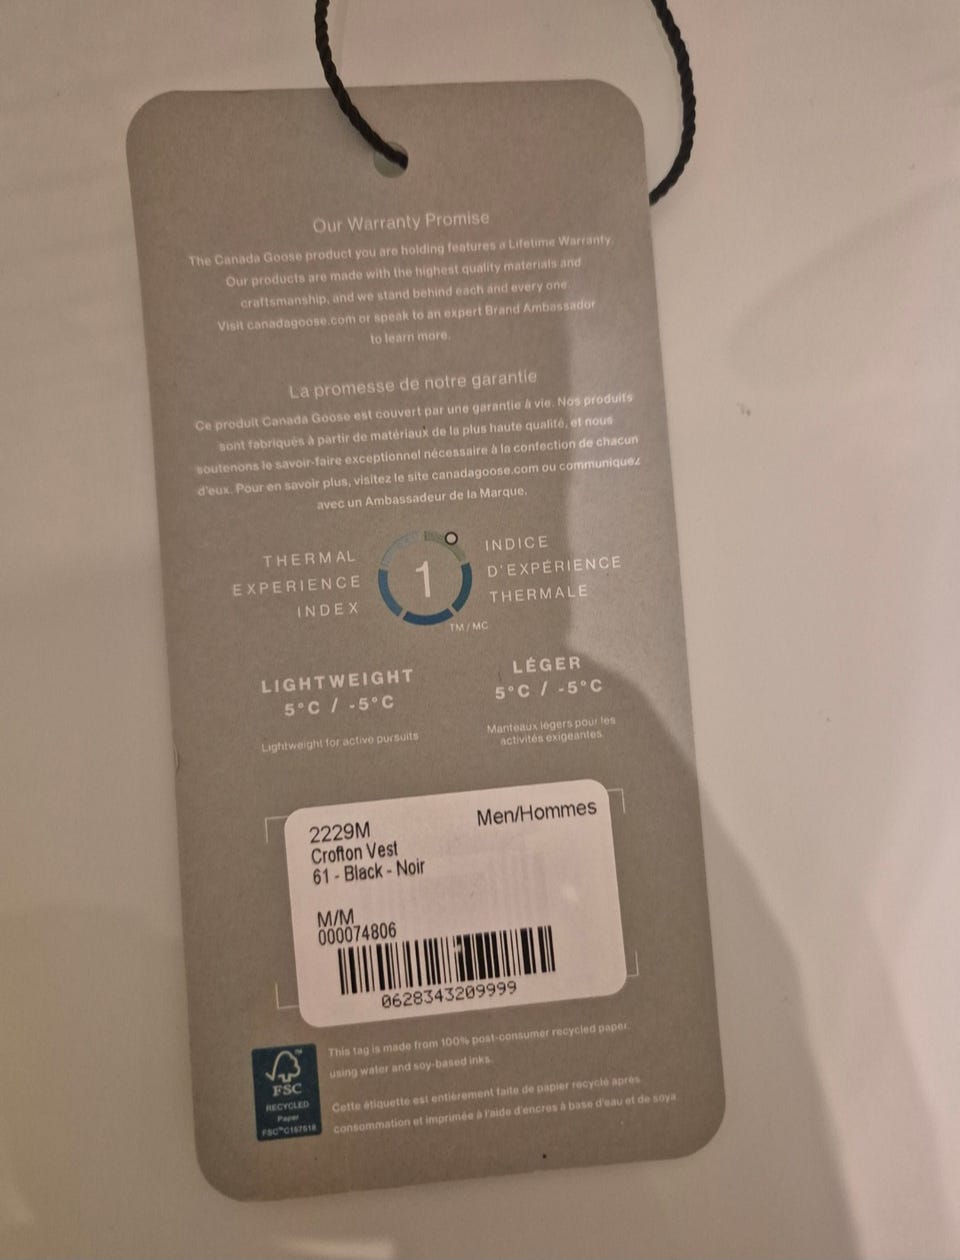 Our Warranty Promise
The Canada Goose product you are holding features a Lifetime Warranty.
Our products are made with the highest quality materials and
craftsmanship, and we stand behind each and every one.
Visit canadagoose.com or speak to an expert Brand Ambassador
to learn more.
La promesse de notre garantie
Ce produit Canada Goose est couvert par une garantie à vie. Nos produits
sont fabriqués à partir de matériaux de la plus haute qualité, et nous
soutenons le savoir-faire exceptionnel nécessaire à la confection de chacun
d'eux. Pour en savoir plus, visitez le site canadagoose.com ou communiquez
avec un Ambassadeur de la Marque.
THERMAL
EXPERIENCE
INDEX
1
TM/MC
INDICE
D'EXPÉRIENCE
THERMALE
LIGHTWEIGHT
5°C / -5°C
Lightweight for active pursuits
LÉGER
5°C / -5°C
Manteaux légers pour les
activités exigeantes
2229M Men/Hommes
Crofton Vest
61 - Black - Noir
M/M
000074806
0628343209999
FSC
RECYCLED
Paper
FSC™C157518
This tag is made from 100% post-consumer recycled paper,
using water and soy-based inks.
Cette étiquette est entièrement faite de papier recyclé après
consommation et imprimée à l'aide d'encres à base d'eau et de soya.